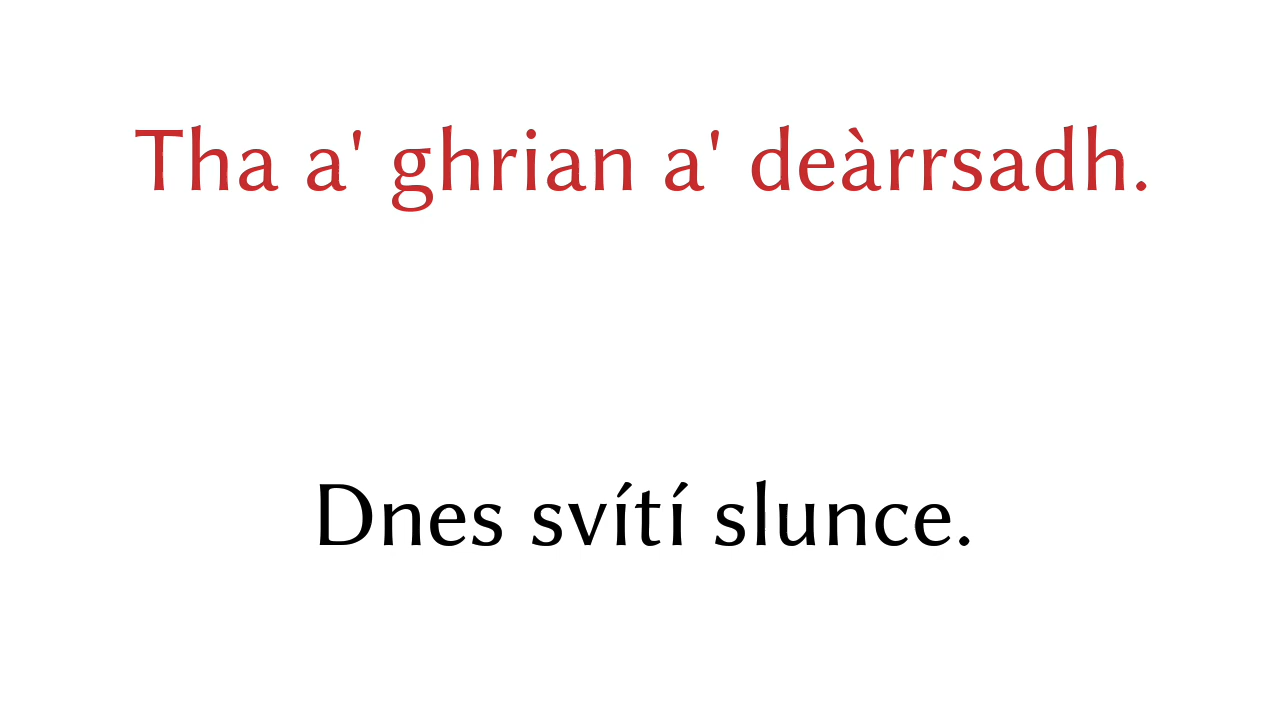 Tha a' ghrian a' deàrrsadh.
Dnes svítí slunce.